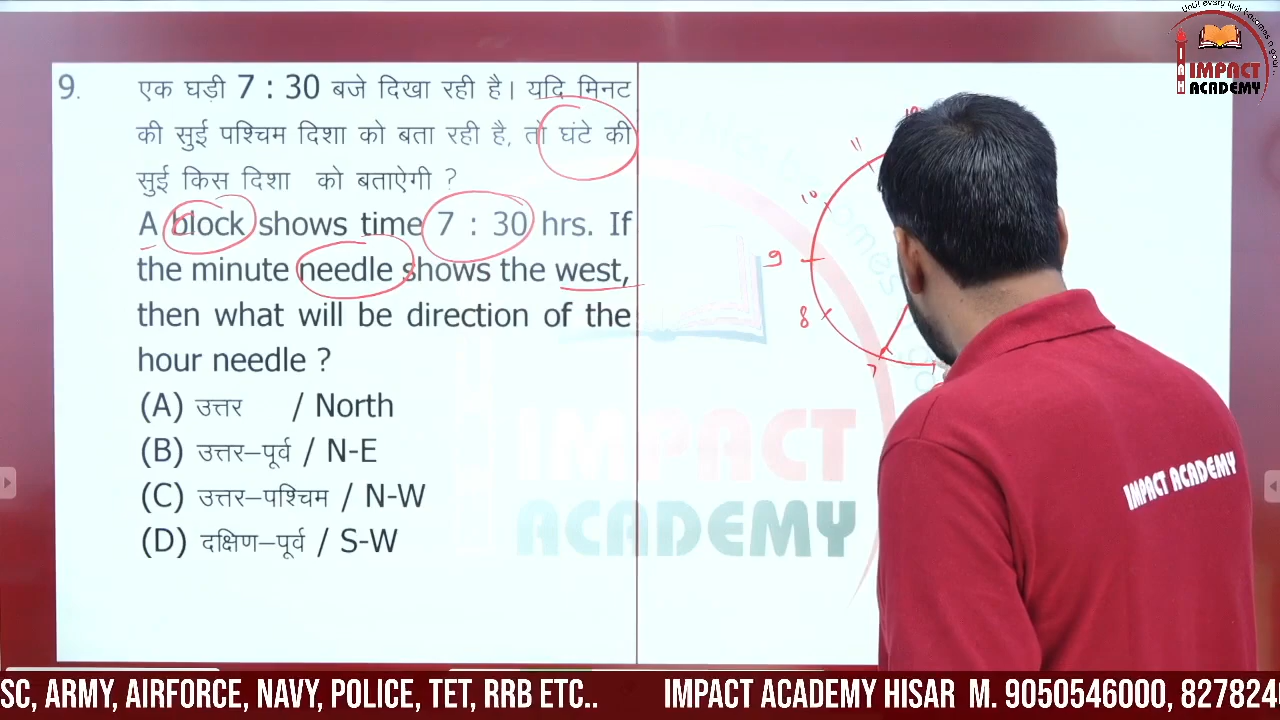 Until every
IMPACT
ACADEMY
9. एक घड़ी 7 : 30 बजे दिखा रही है। यदि मिनट
की सुई पश्चिम दिशा को बता रही है, तो घंटे की
सुई किस दिशा को बताऐगी ?
A block shows time 7 : 30 hrs. If
the minute needle shows the west,
then what will be direction of the
hour needle ?
(A) उत्तर / North
(B) उत्तर–पूर्व / N-E
(C) उत्तर–पश्चिम / N-W
(D) दक्षिण–पूर्व / S-W
11
10
9
8
7
IMPACT
ACADEMY
IMPACT ACADEMY
SC, ARMY, AIRFORCE, NAVY, POLICE, TET, RRB ETC.. IMPACT ACADEMY HISAR M. 9050546000, 827824